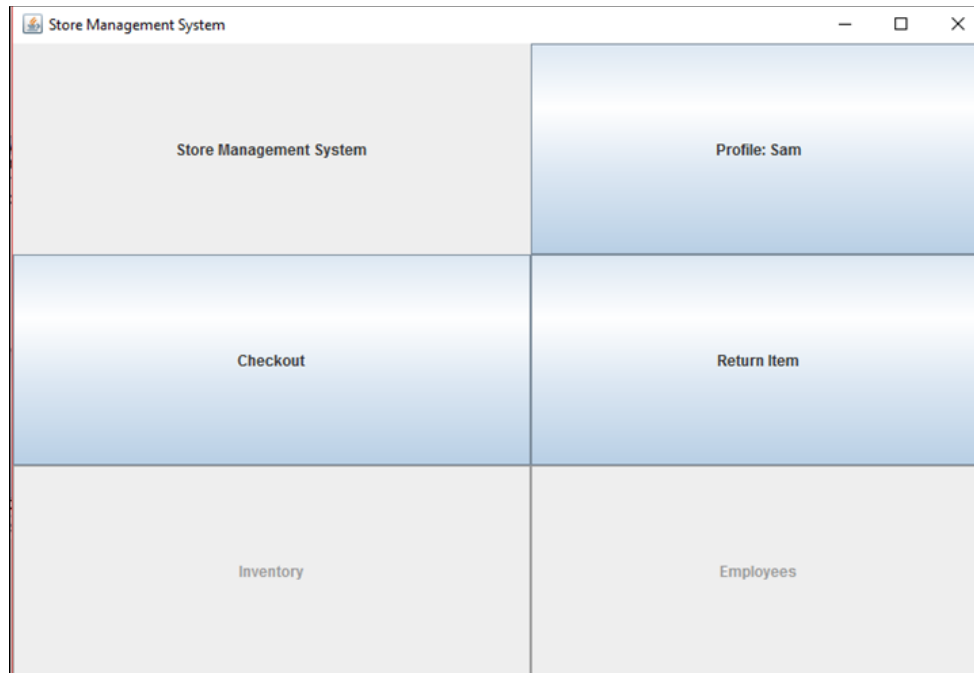 Store Management System
Store Management System
Profile: Sam
Checkout
Return Item
Inventory
Employees